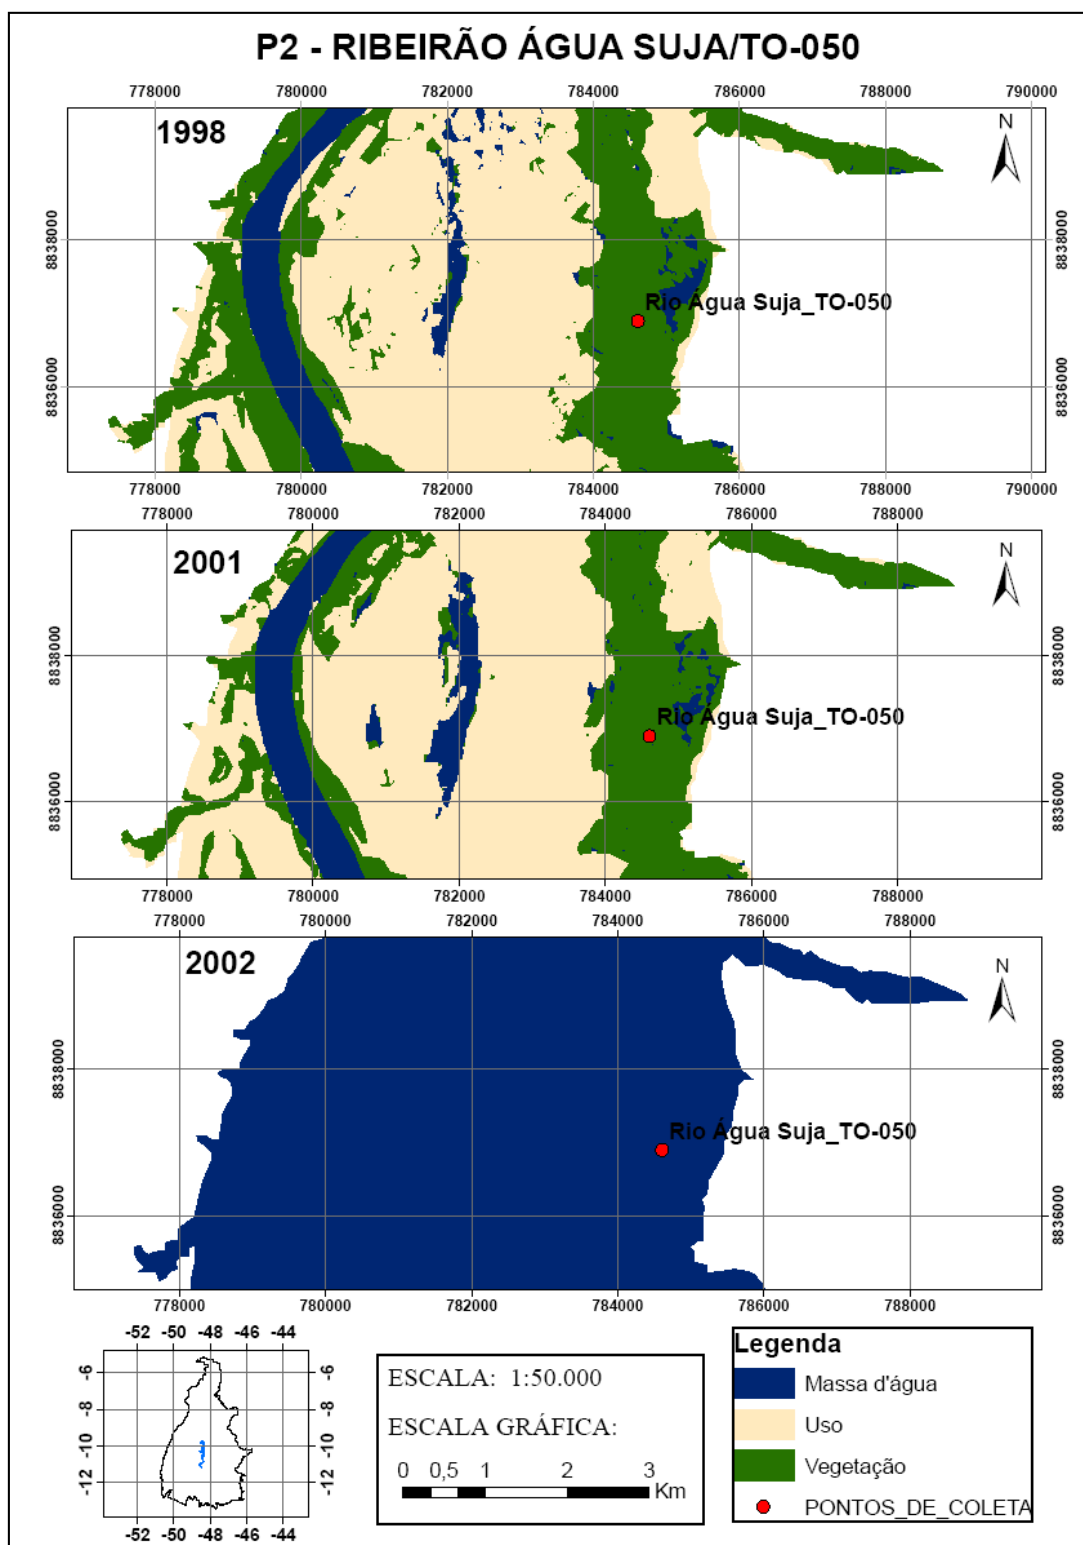 P2 - RIBEIRÃO ÁGUA SUJA/TO-050
778000 780000 782000 784000 786000 788000 790000
1998
N
8838000 8838000
Rio Água Suja_TO-050
8836000 8836000
778000 780000 782000 784000 786000 788000 790000
778000 780000 782000 784000 786000 788000
2001
N
8838000 8838000
Rio Água Suja_TO-050
8836000 8836000
778000 780000 782000 784000 786000 788000
778000 780000 782000 784000 786000 788000
2002
N
8838000 8838000
Rio Água Suja_TO-050
8836000 8836000
778000 780000 782000 784000 786000 788000
-52 -50 -48 -46 -44
-6 -6
-8 -8
-10 -10
-12 -12
-52 -50 -48 -46 -44
ESCALA: 1:50.000
ESCALA GRÁFICA:
0 0,5 1 2 3
Km
Legenda
Massa d'água
Uso
Vegetação
PONTOS_DE_COLETA